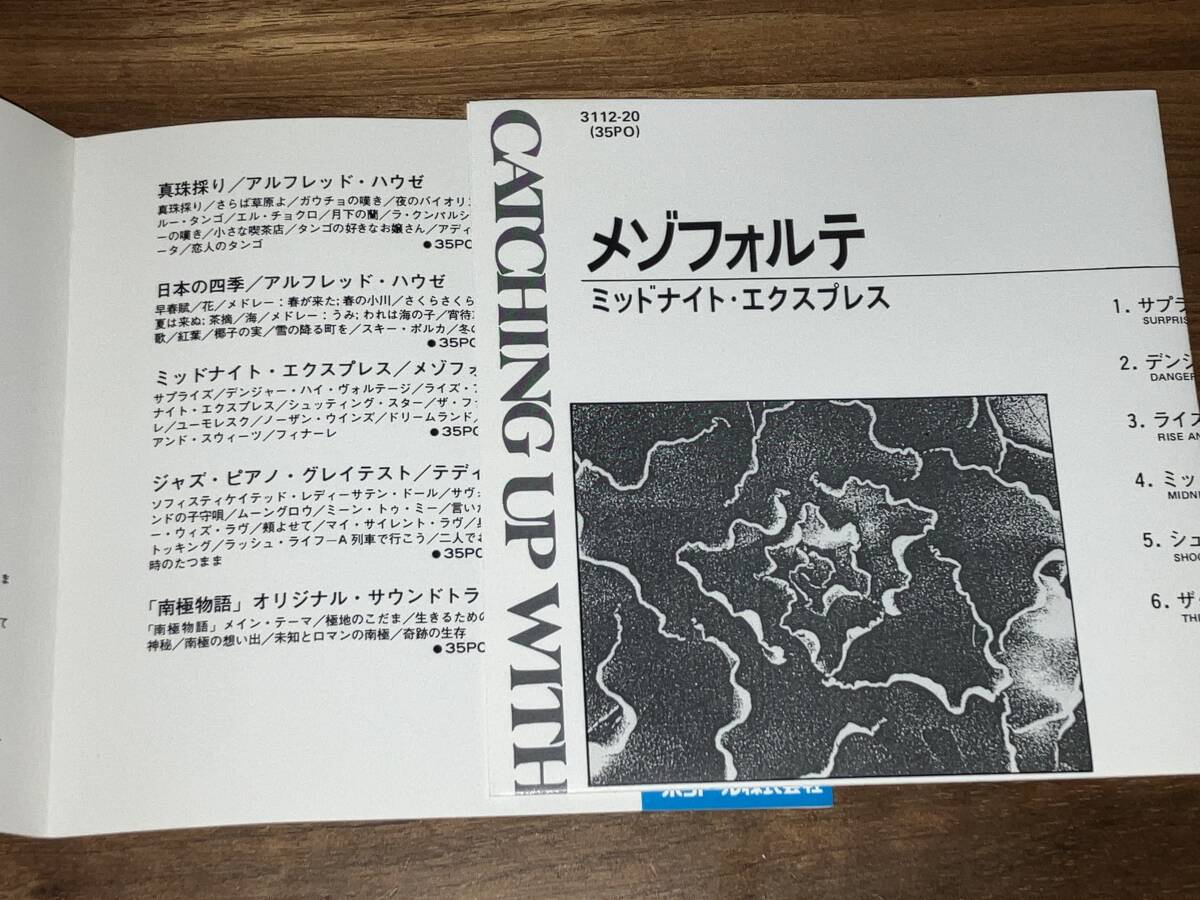 真珠採り／アルフレッド・ハウゼ
真珠採り／さらば草原よ／ガウチョの嘆き／夜のバイオリ
ルー・タンゴ／エル・チョクロ／月下の蘭／ラ・クンパルシ
ーの嘆き／小さな喫茶店／タンゴの好きなお嬢さん／アディ
ータ／恋人のタンゴ
●35PO
日本の四季／アルフレッド・ハウゼ
早春賦／花／メドレー：春が来た；春の小川／さくらさくら
夏は来ぬ；茶摘／海／メドレー：うみ；われは海の子／宵待
歌／紅葉／椰子の実／雪の降る町を／スキー・ポルカ／冬の
●35PO
ミッドナイト・エクスプレス／メゾフォ
サプライズ／デンジャー・ハイ・ヴォルテージ／ライズ・
ナイト・エクスプレス／シューティング・スター／ザ・フ
レ／ユーモレスク／ノーザン・ウインズ／ドリームランド
アンド・スウィーツ／フィナーレ
●35PO
ジャズ・ピアノ・グレイテスト／テディ
ソフィスティケイテッド・レディーサテン・ドール／サヴォ
ンドの子守唄／ムーングロウ／ミーン・トゥ・ミー／言い
ー・ウィズ・ラヴ／頬よせて／マイ・サイレント・ラヴ／
トッキング／ラッシュ・ライフ—A列車で行こう／二人でお
時のたつまま
●35PO
「南極物語」オリジナル・サウンドトラ
「南極物語」メイン・テーマ／極地のこだま／生きるための
神秘／南極の想い出／未知とロマンの南極／奇跡の生存
●35PO
ま
て
CATCHING UP WITH
3112-20
(35PO)
メゾフォルテ
ミッドナイト・エクスプレス
1. サプラ
SURPRIS
2. デンジ
DANGER
3. ライズ
RISE AN
4. ミッ
MIDN
5. シュ
SHOO
6. ザ・
THE
株式会社